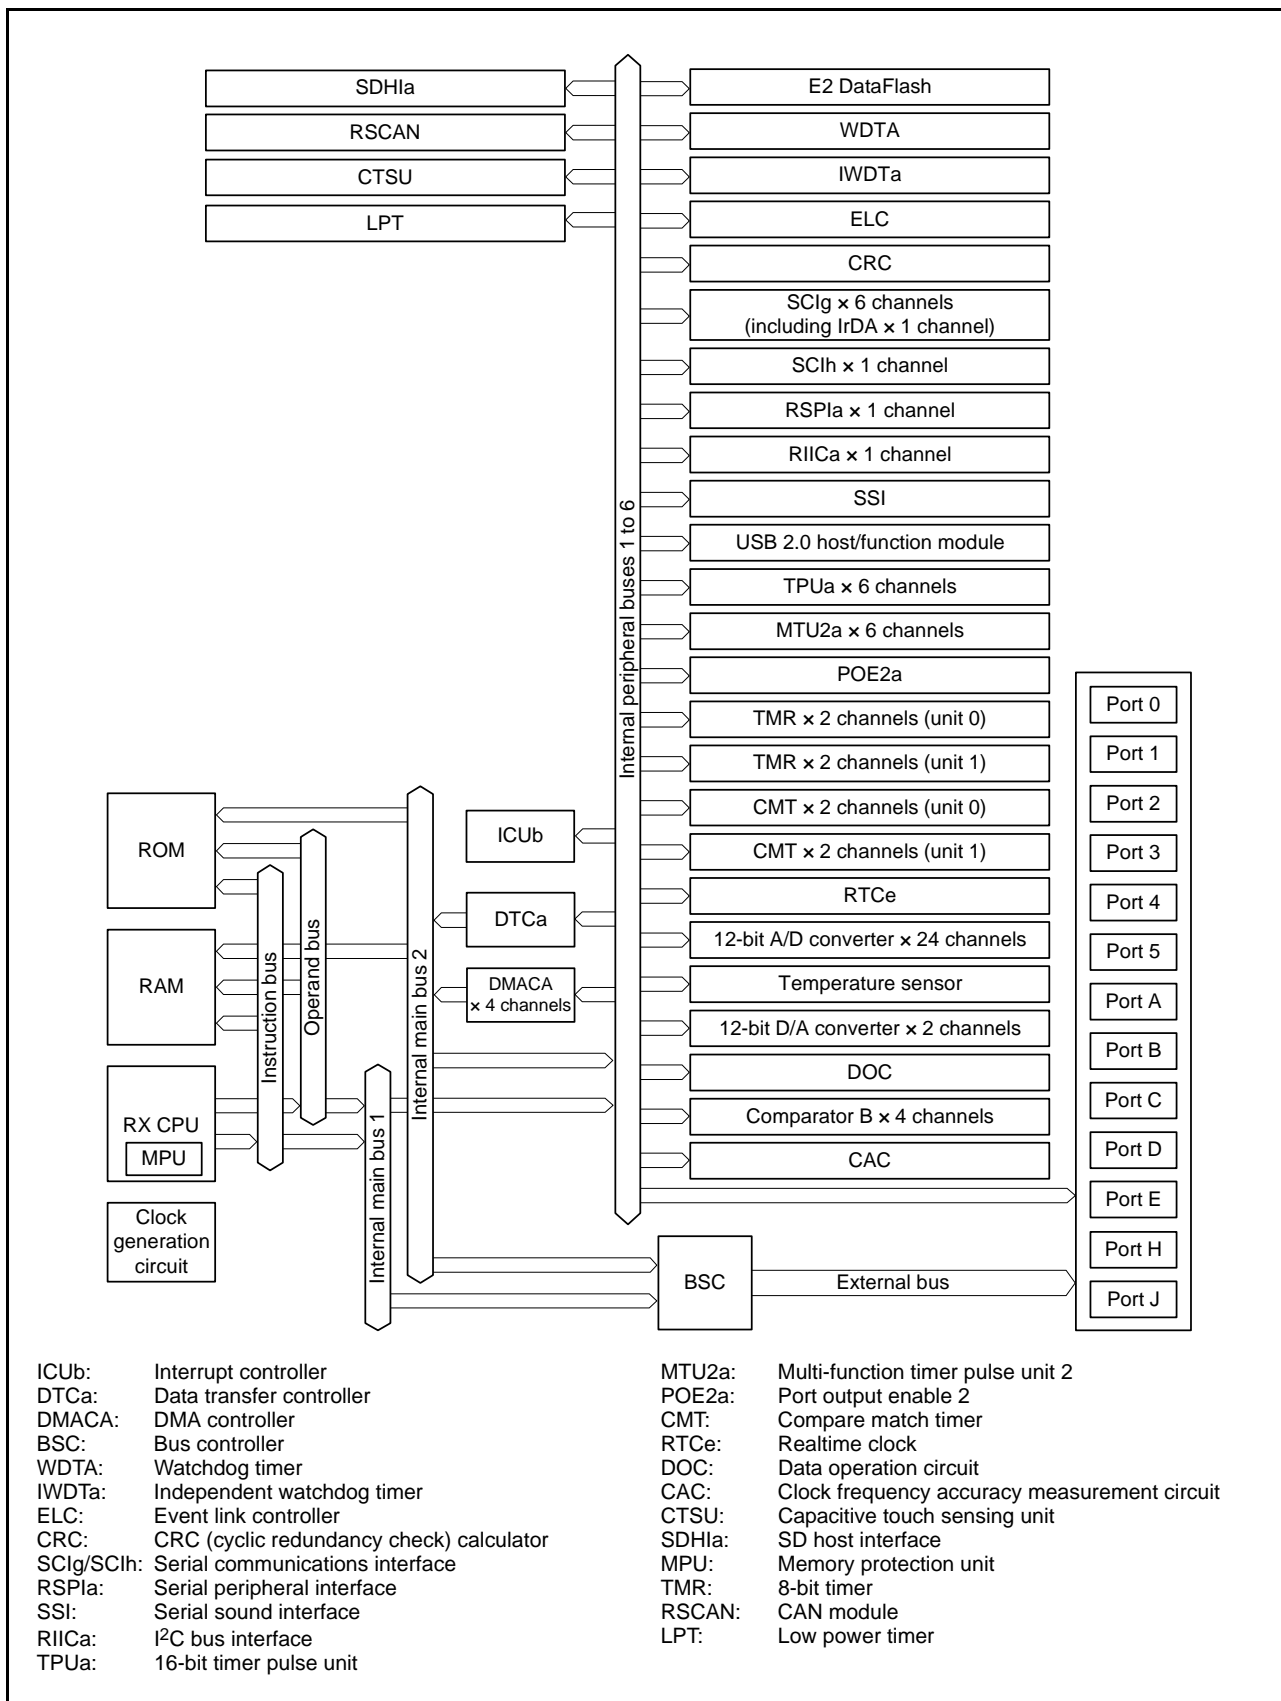 SDHIa
RSCAN
CTSU
LPT
E2 DataFlash
WDTA
IWDTa
ELC
CRC
SCIg × 6 channels
(including IrDA × 1 channel)
SCIh × 1 channel
RSPIa × 1 channel
RIICa × 1 channel
SSI
USB 2.0 host/function module
TPUa × 6 channels
MTU2a × 6 channels
POE2a
TMR × 2 channels (unit 0)
TMR × 2 channels (unit 1)
CMT × 2 channels (unit 0)
CMT × 2 channels (unit 1)
RTCe
12-bit A/D converter × 24 channels
Temperature sensor
12-bit D/A converter × 2 channels
DOC
Comparator B × 4 channels
CAC
Internal peripheral buses 1 to 6
Port 0
Port 1
Port 2
Port 3
Port 4
Port 5
Port A
Port B
Port C
Port D
Port E
Port H
Port J
ROM
RAM
RX CPU
MPU
Clock
generation
circuit
Instruction bus
Operand bus
Internal main bus 1
Internal main bus 2
ICUb
DTCa
DMACA
× 4 channels
BSC
External bus
ICUb: Interrupt controller
DTCa: Data transfer controller
DMACA: DMA controller
BSC: Bus controller
WDTA: Watchdog timer
IWDTa: Independent watchdog timer
ELC: Event link controller
CRC: CRC (cyclic redundancy check) calculator
SCIg/SCIh: Serial communications interface
RSPIa: Serial peripheral interface
SSI: Serial sound interface
RIICa: I²C bus interface
TPUa: 16-bit timer pulse unit
MTU2a: Multi-function timer pulse unit 2
POE2a: Port output enable 2
CMT: Compare match timer
RTCe: Realtime clock
DOC: Data operation circuit
CAC: Clock frequency accuracy measurement circuit
CTSU: Capacitive touch sensing unit
SDHIa: SD host interface
MPU: Memory protection unit
TMR: 8-bit timer
RSCAN: CAN module
LPT: Low power timer